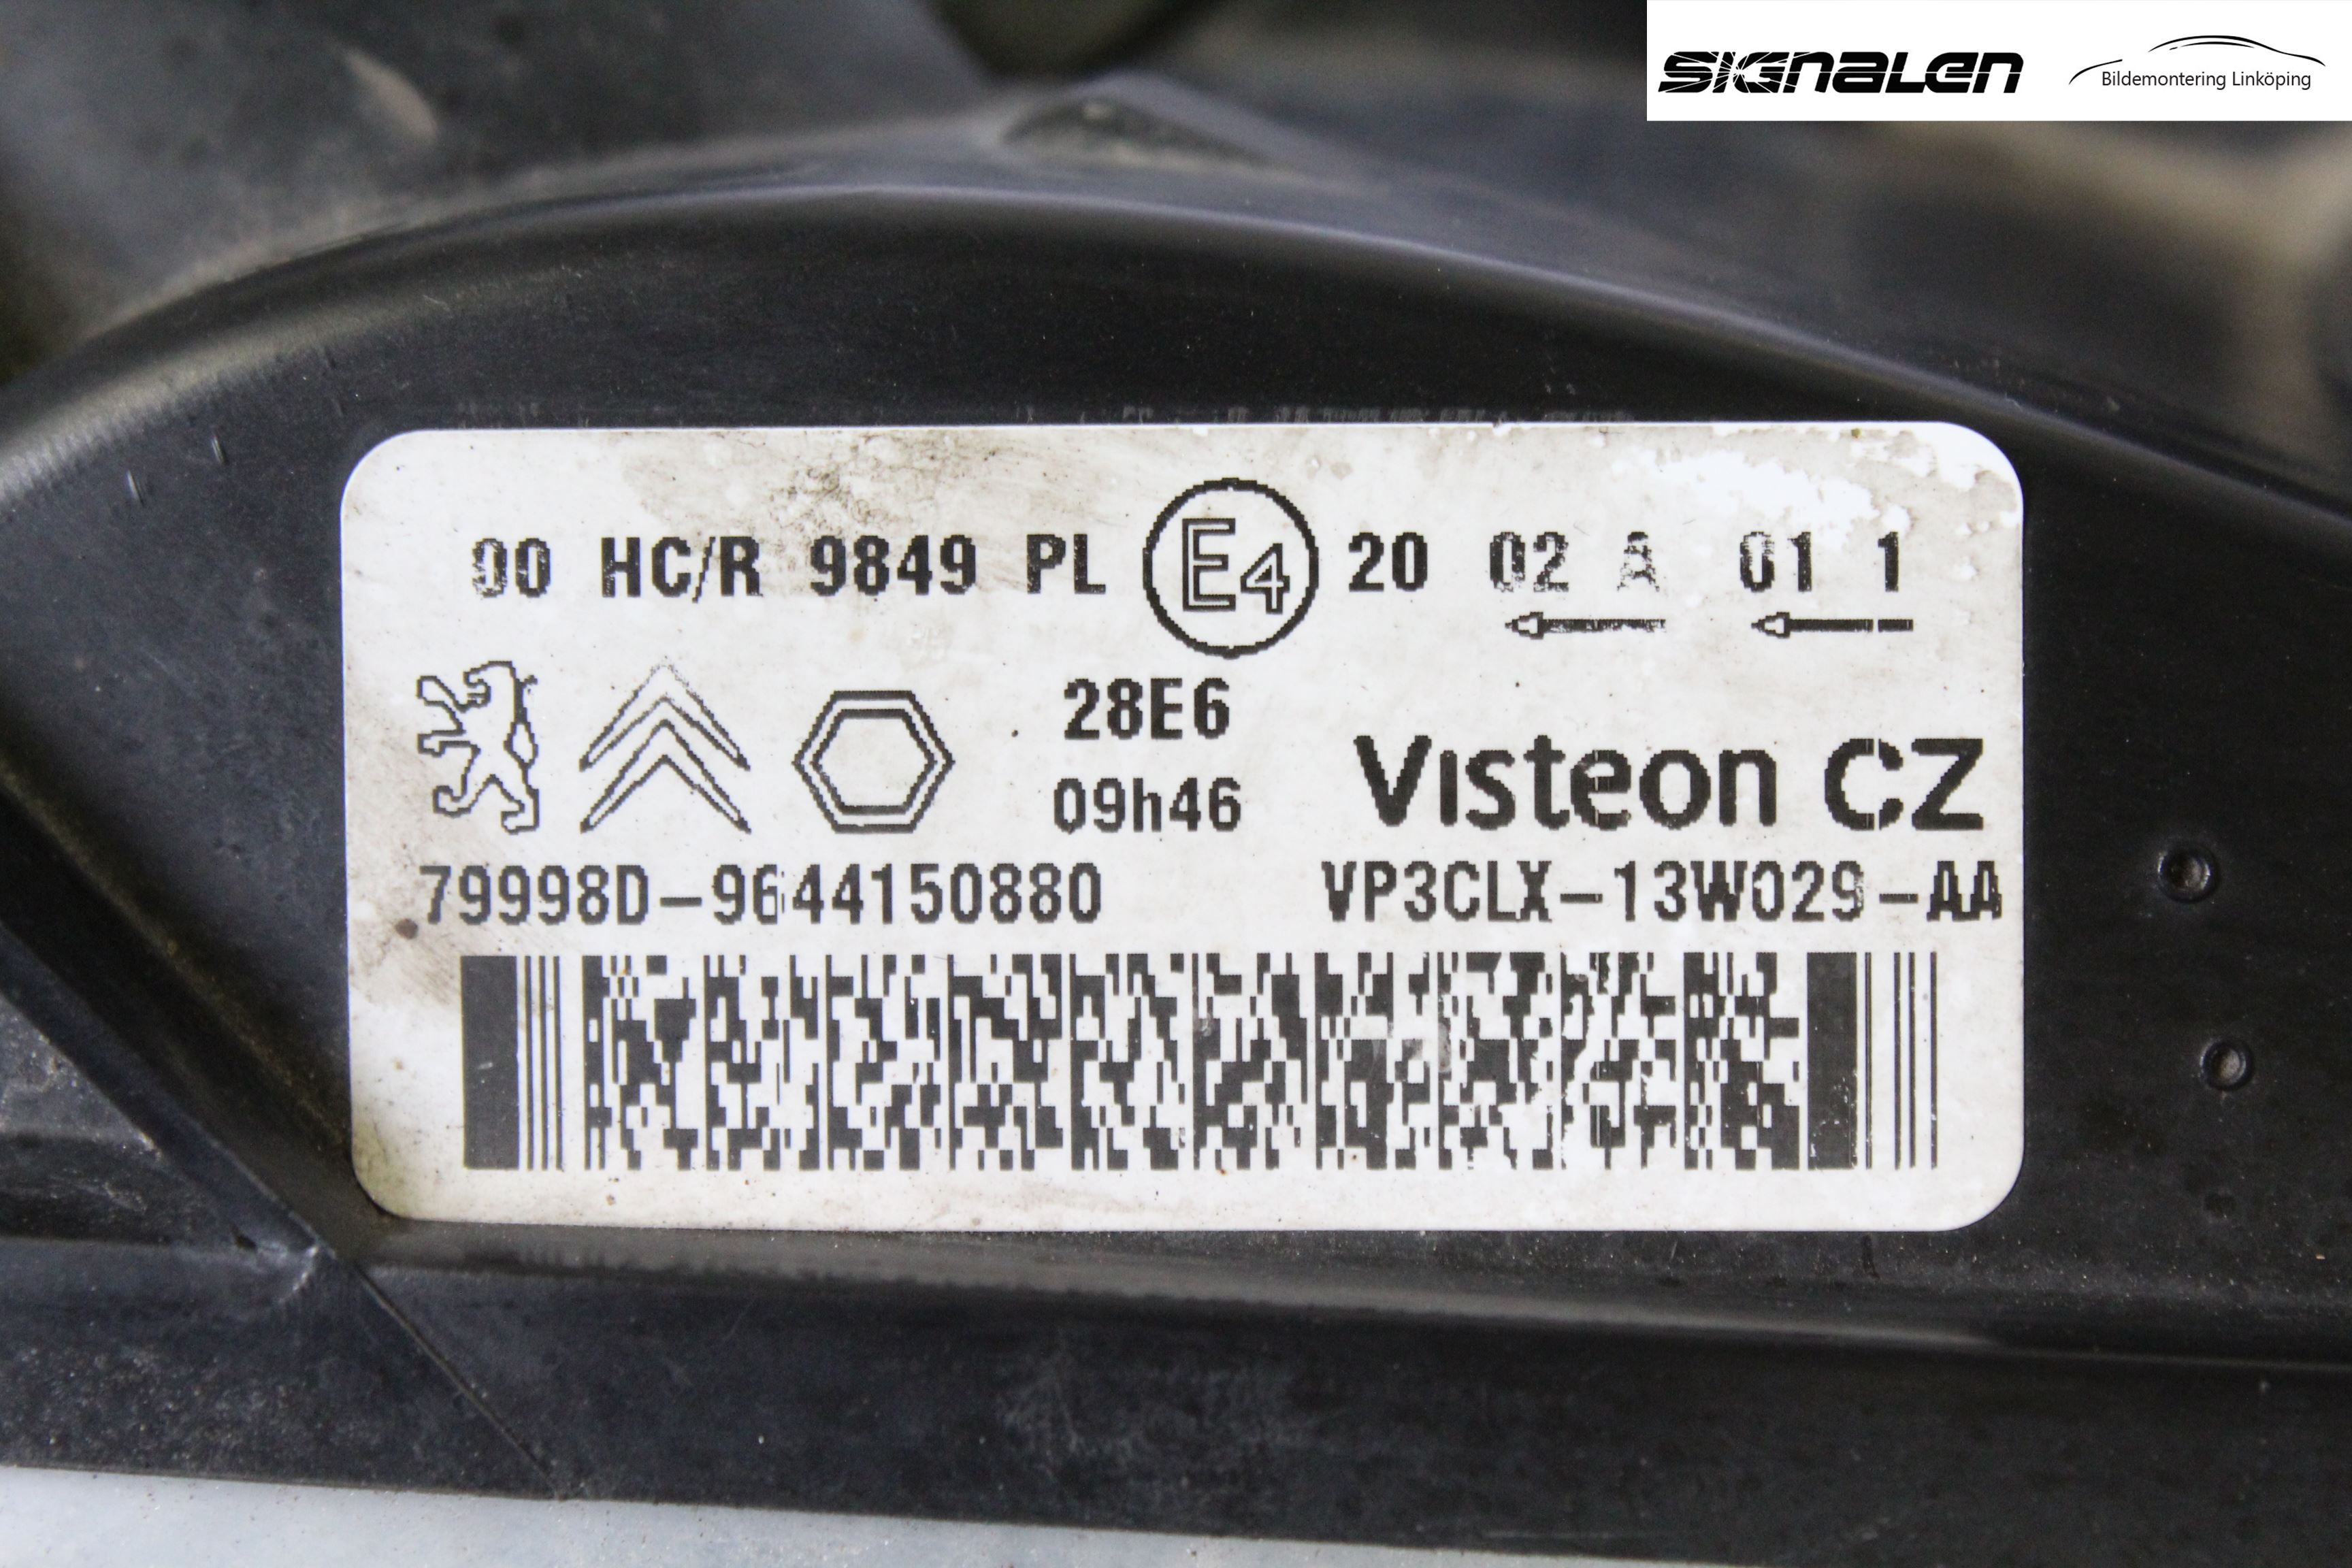 SIGNALEN Bildemontering Linköping
00 HC/R 9849 PL E4 20 02 A 01 1
28E6
09h46
Visteon CZ
79998D-9644150880 VP3CLX-13W029-AA